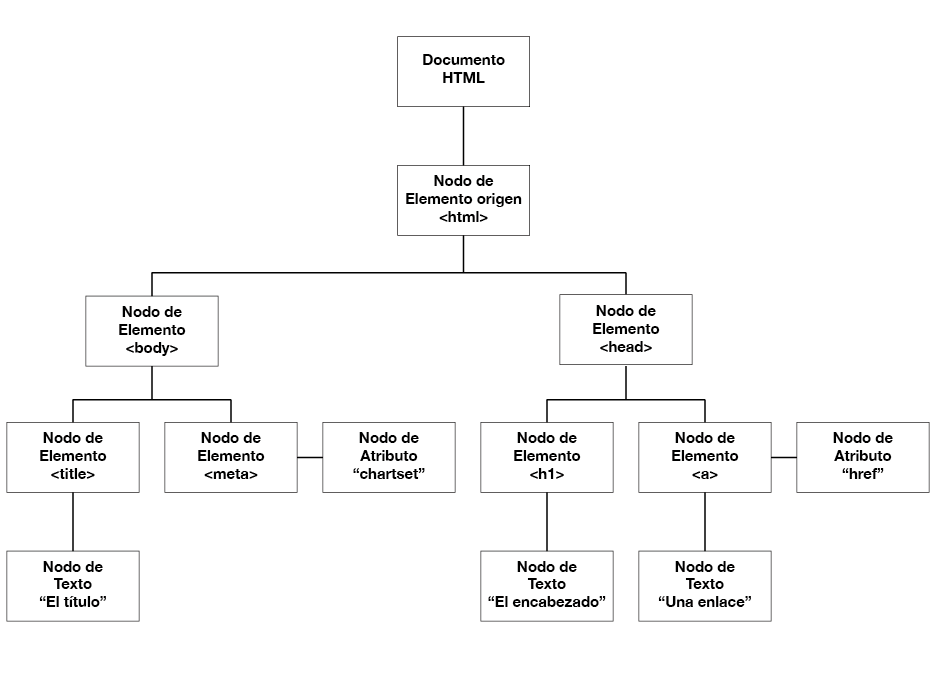 Documento
HTML
Nodo de
Elemento origen
<html>
Nodo de
Elemento
<body>
Nodo de
Elemento
<head>
Nodo de
Elemento
<title>
Nodo de
Elemento
<meta>
Nodo de
Atributo
“chartset”
Nodo de
Elemento
<h1>
Nodo de
Elemento
<a>
Nodo de
Atributo
“href”
Nodo de
Texto
“El título”
Nodo de
Texto
“El encabezado”
Nodo de
Texto
“Una enlace”